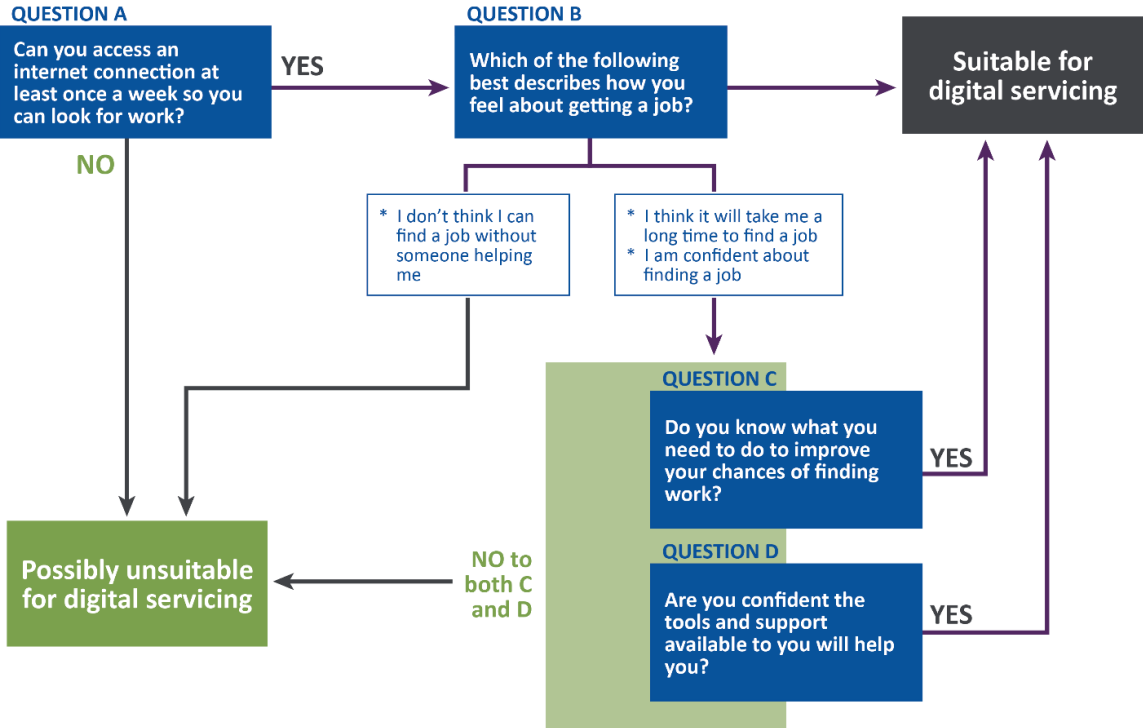 QUESTION A
Can you access an
internet connection at
least once a week so you
can look for work?
YES
QUESTION B
Which of the following
best describes how you
feel about getting a job?
Suitable for
digital servicing
NO
* I don't think I can
find a job without
someone helping
me
* I think it will take me a
long time to find a job
* I am confident about
finding a job
QUESTION C
Do you know what you
need to do to improve
your chances of finding
work?
YES
QUESTION D
Are you confident the
tools and support
available to you will help
you?
YES
NO to
both C
and D
Possibly unsuitable
for digital servicing